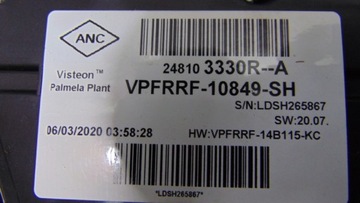 ANC
24810 3330R--A
Visteon™
Palmela Plant
VPFRRF-10849-SH
S/N:LDSH265867
SW:20.07.
06/03/2020 03:58:28
HW:VPFRRF-14B115-KC
*LDSH265867*